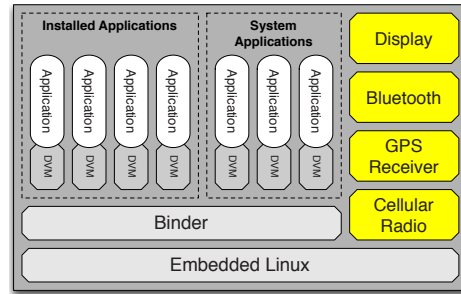 Installed Applications
System
Applications
Application
Application
Application
Application
Application
Application
Application
DVM
DVM
DVM
DVM
DVM
DVM
DVM
Display
Bluetooth
GPS
Receiver
Cellular
Radio
Binder
Embedded Linux